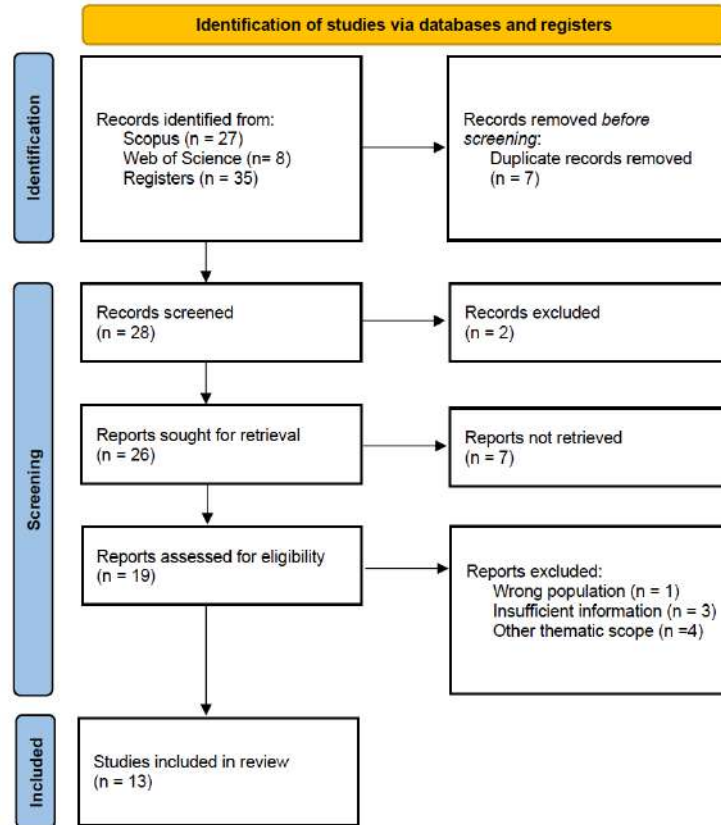 Identification of studies via databases and registers
Identification
Records identified from:
Scopus (n = 27)
Web of Science (n= 8)
Registers (n = 35)
Records removed before
screening:
Duplicate records removed
(n = 7)
Screening
Records screened
(n = 28)
Records excluded
(n = 2)
Reports sought for retrieval
(n = 26)
Reports not retrieved
(n = 7)
Reports assessed for eligibility
(n = 19)
Reports excluded:
Wrong population (n = 1)
Insufficient information (n = 3)
Other thematic scope (n =4)
Included
Studies included in review
(n = 13)